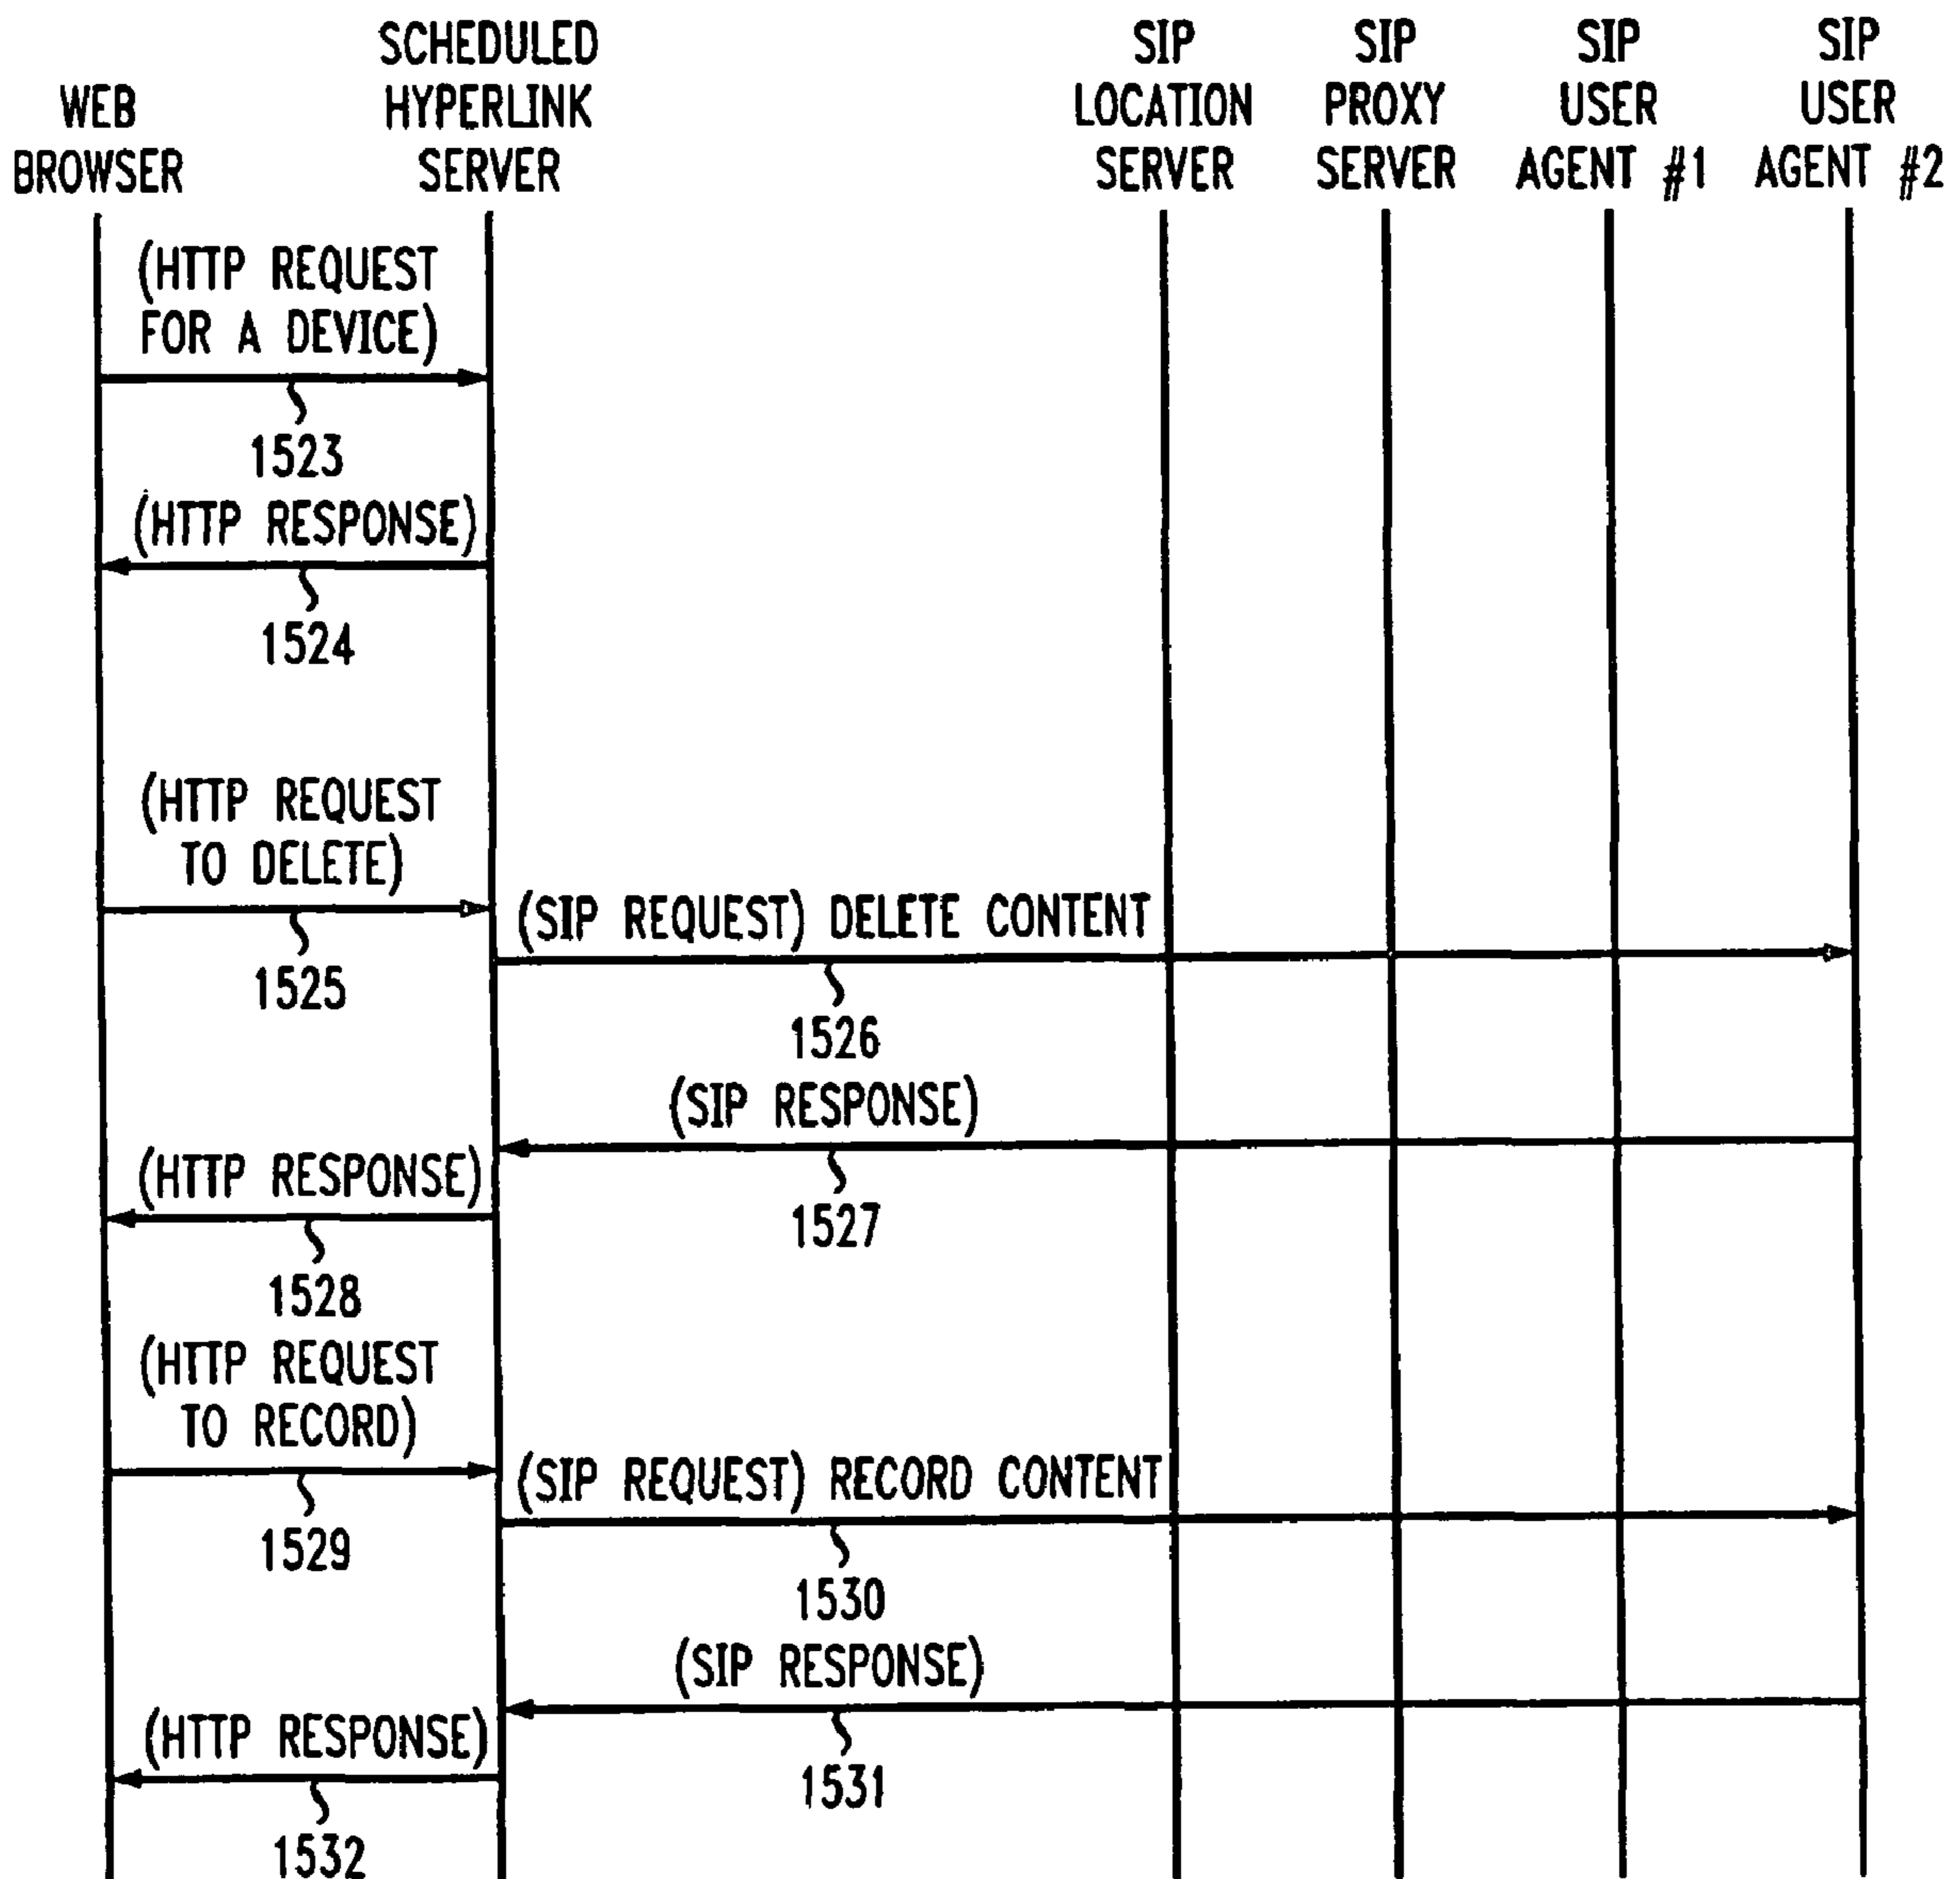 WEB
BROWSER
SCHEDULED
HYPERLINK
SERVER
SIP
LOCATION
SERVER
SIP
PROXY
SERVER
SIP
USER
AGENT #1
SIP
USER
AGENT #2
(HTTP REQUEST
FOR A DEVICE)
1523
(HTTP RESPONSE)
1524
(HTTP REQUEST
TO DELETE)
1525
(SIP REQUEST) DELETE CONTENT
1526
(SIP RESPONSE)
1527
(HTTP RESPONSE)
1528
(HTTP REQUEST
TO RECORD)
1529
(SIP REQUEST) RECORD CONTENT
1530
(SIP RESPONSE)
1531
(HTTP RESPONSE)
1532